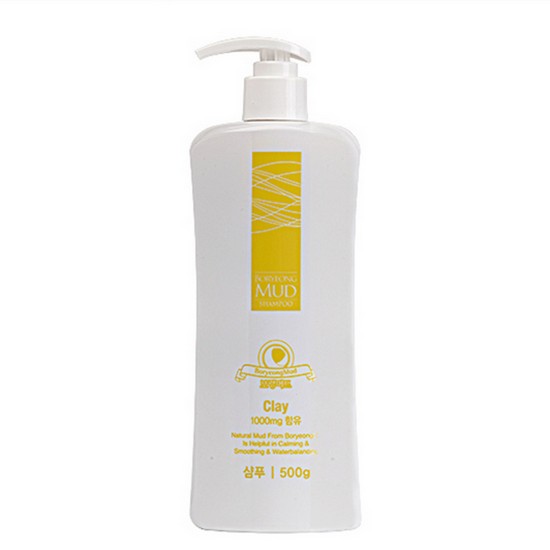 BORYEONG
MUD
SHAMPOO
BoryeongMud
Clay
1000mg 함유
Natural Mud From Boryeong
Is Helpful in Calming &
Smoothing & Waterbalancing
샴푸 | 500g